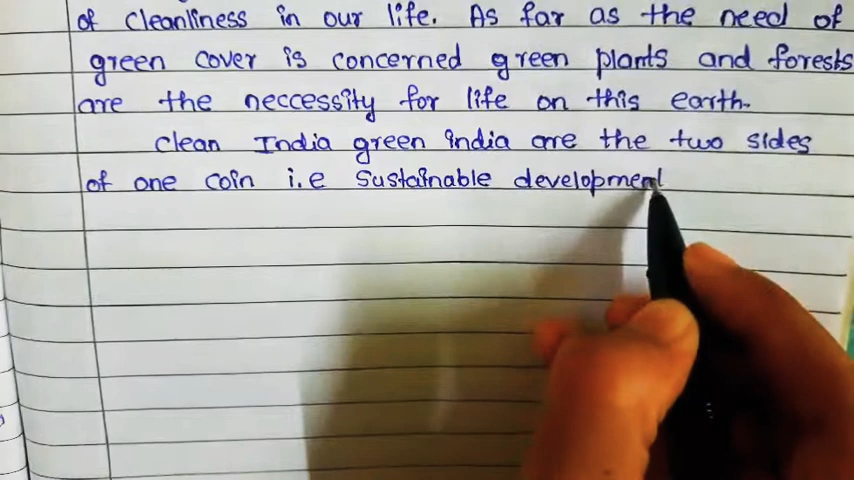 of cleanliness in our life. As far as the need of
green cover is concerned green plants and forests
are the neccessity for life on this earth.
clean India green india are the two sides
of one coin i.e Sustainable development